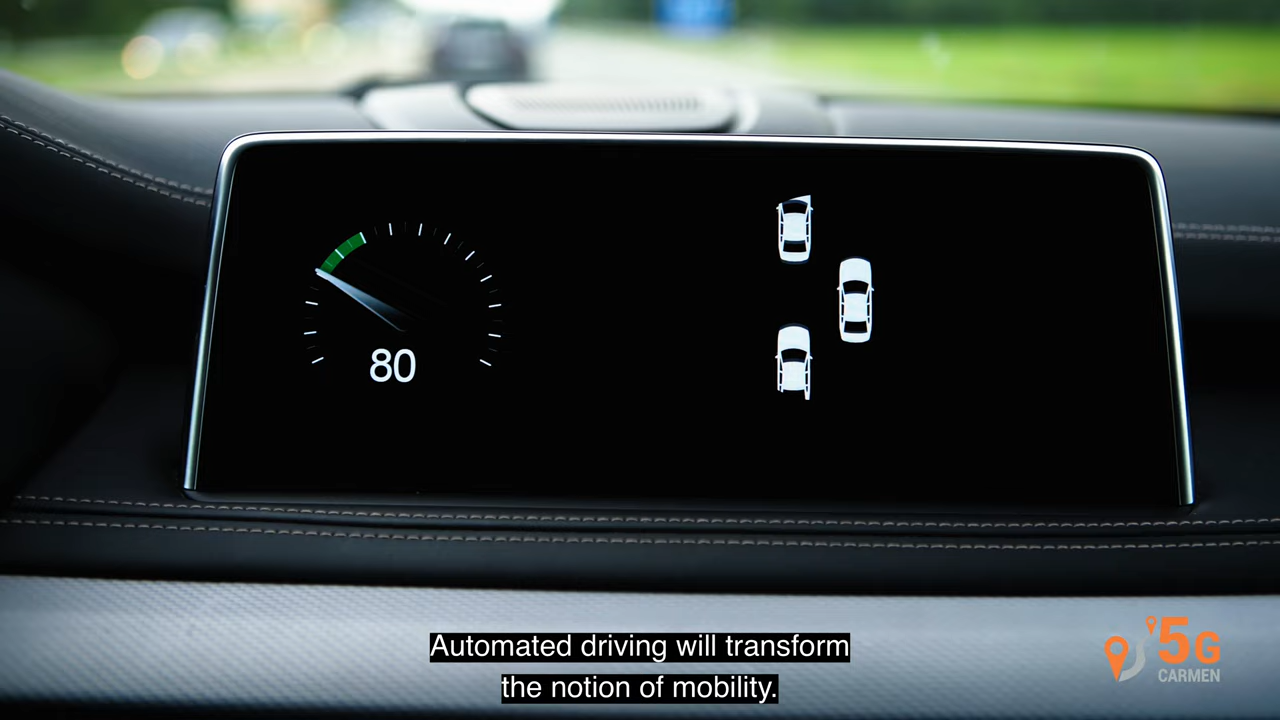 80
Automated driving will transform
the notion of mobility.
5G
CARMEN